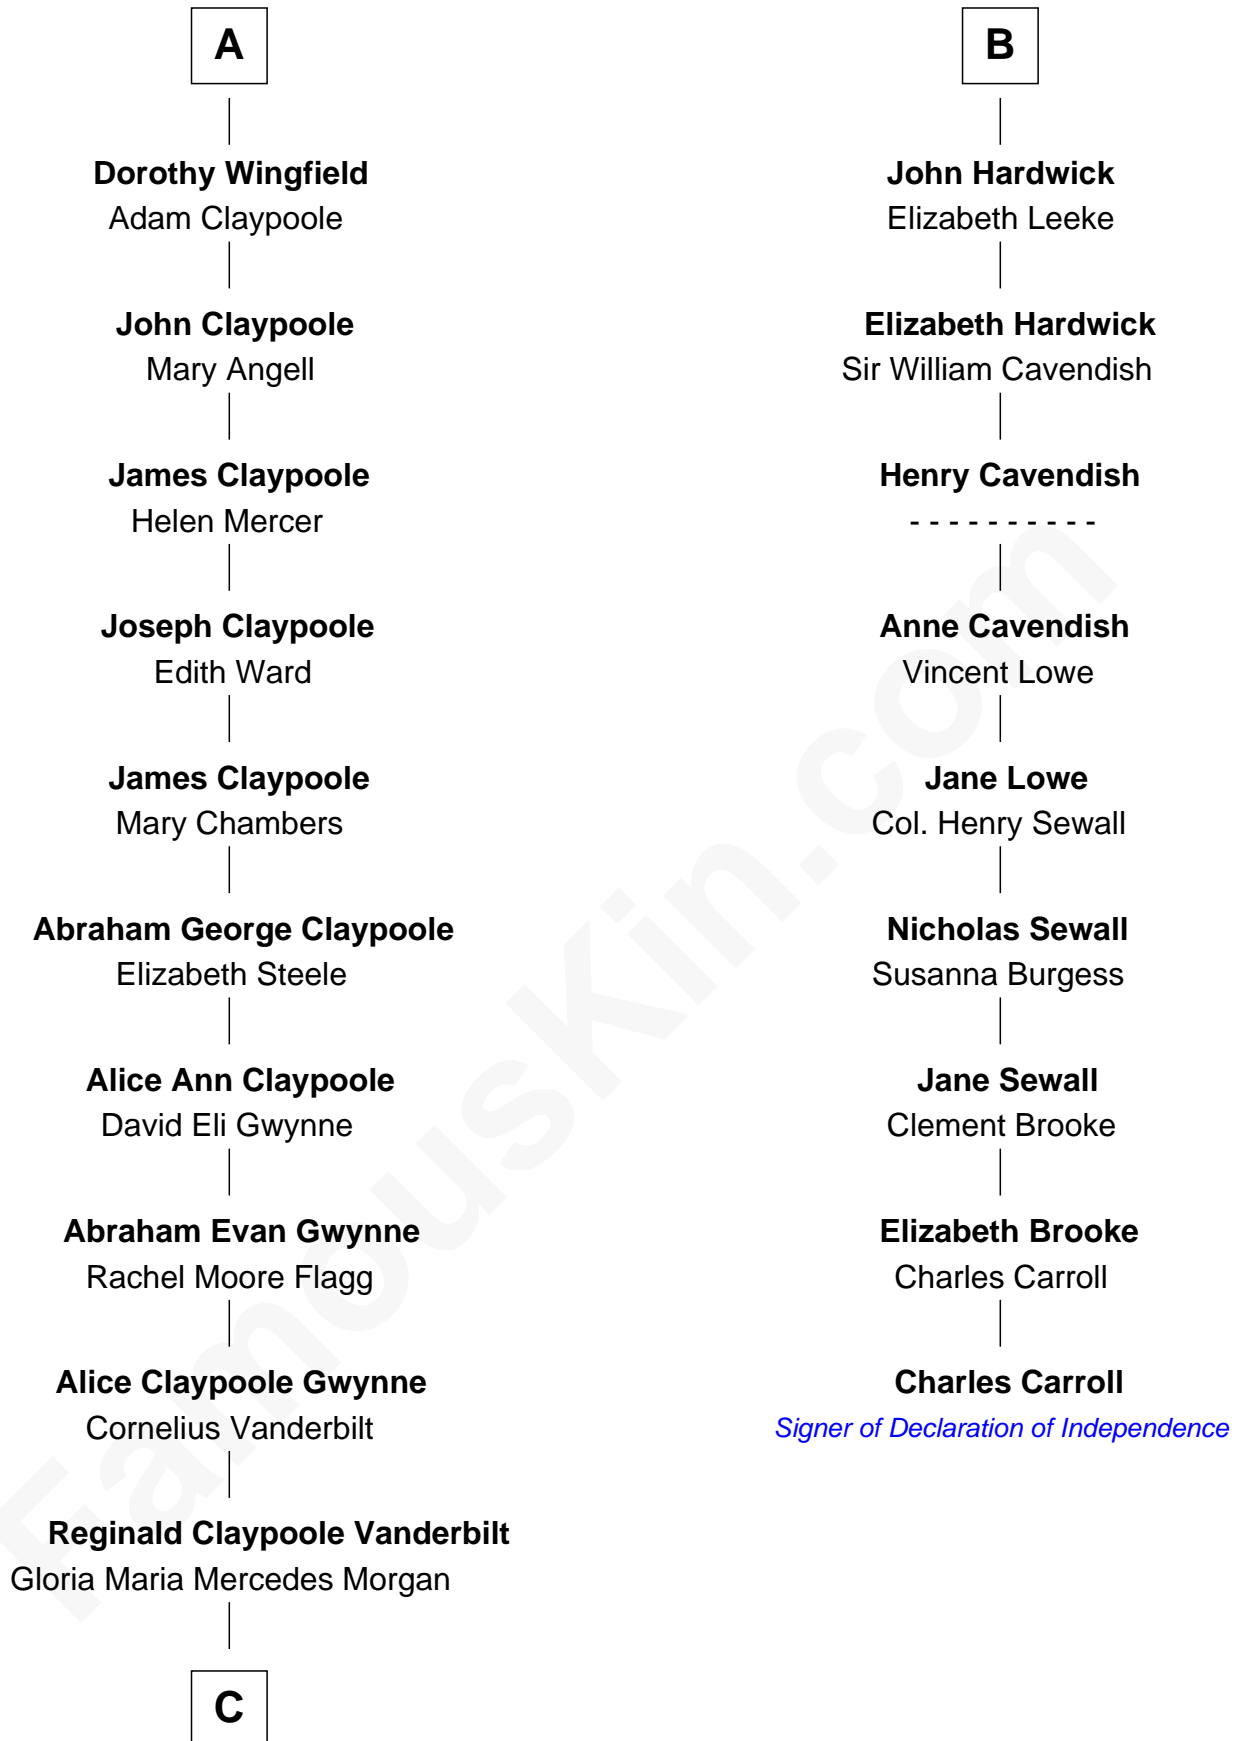 A
Dorothy Wingfield
Adam Claypoole
John Claypoole
Mary Angell
James Claypoole
Helen Mercer
Joseph Claypoole
Edith Ward
James Claypoole
Mary Chambers
Abraham George Claypoole
Elizabeth Steele
Alice Ann Claypoole
David Eli Gwynne
Abraham Evan Gwynne
Rachel Moore Flagg
Alice Claypoole Gwynne
Cornelius Vanderbilt
Reginald Claypoole Vanderbilt
Gloria Maria Mercedes Morgan
C
B
John Hardwick
Elizabeth Leeke
Elizabeth Hardwick
Sir William Cavendish
Henry Cavendish
- - - - - - - - - -
Anne Cavendish
Vincent Lowe
Jane Lowe
Col. Henry Sewall
Nicholas Sewall
Susanna Burgess
Jane Sewall
Clement Brooke
Elizabeth Brooke
Charles Carroll
Charles Carroll
Signer of Declaration of Independence
FamousKin.com